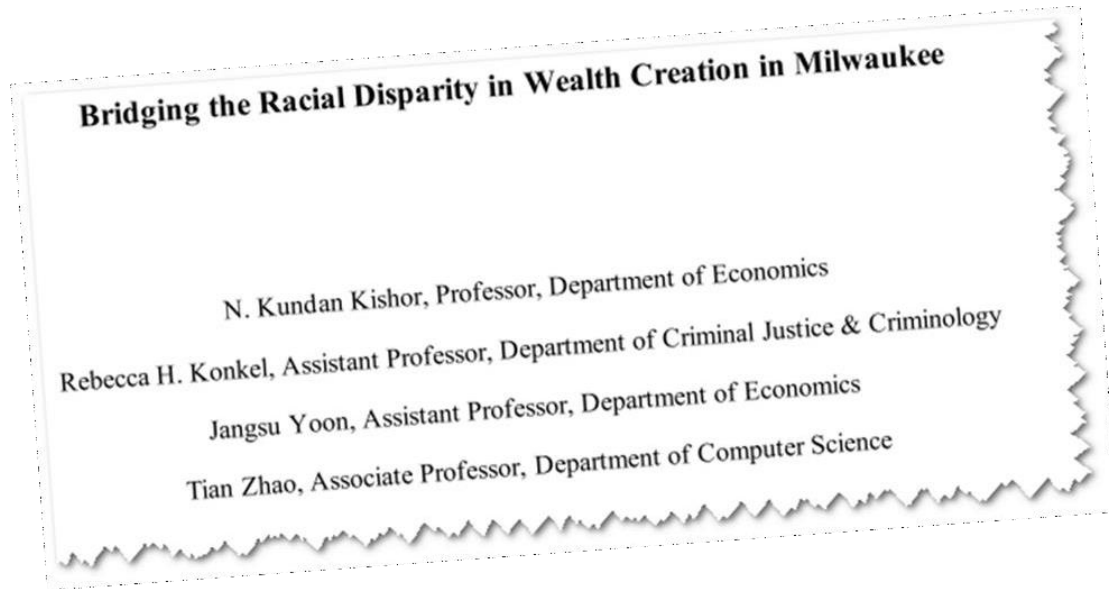 Bridging the Racial Disparity in Wealth Creation in Milwaukee
N. Kundan Kishor, Professor, Department of Economics
Rebecca H. Konkel, Assistant Professor, Department of Criminal Justice & Criminology
Jangsu Yoon, Assistant Professor, Department of Economics
Tian Zhao, Associate Professor, Department of Computer Science